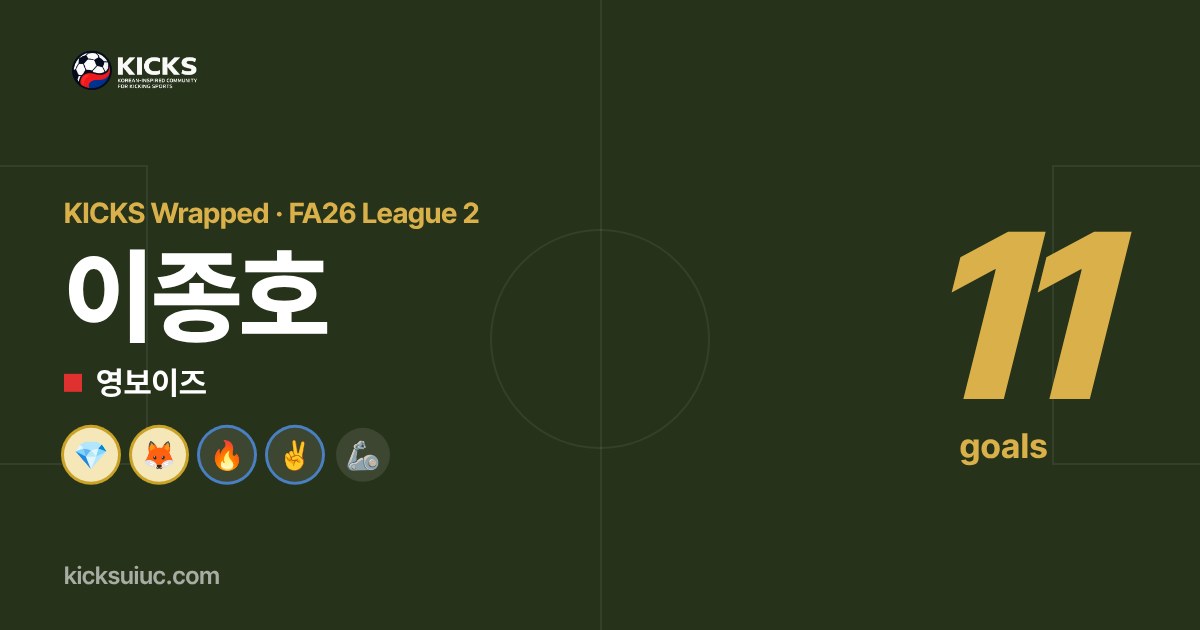 KICKS
KOREAN-INSPIRED COMMUNITY
FOR KICKING SPORTS
KICKS Wrapped · FA26 League 2
이종호
영보이즈
11
goals
kicksuiuc.com